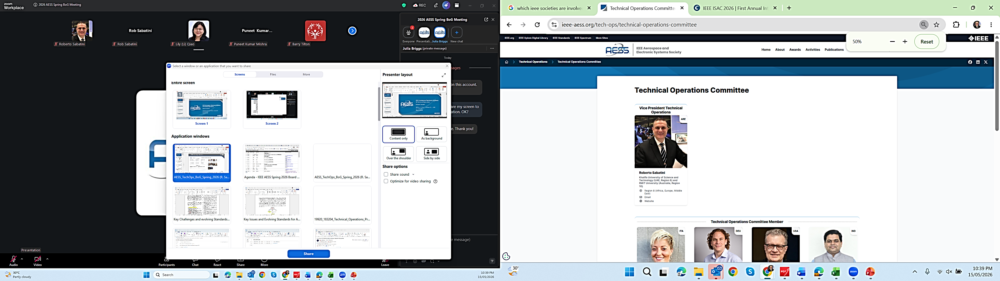 zoom
Workplace
2026 AESS Spring BoG Meeting
REC
Roberto Sabatini
Rob Sabatini
Rob Sabatini
Lily (Li) Qiao
Puneet Kumar...
Puneet Kumar Mishra
Barry Tilton
2026 AESS Spring BoG Meeting
2
Everyone
Presentati...
Julia Briggs
New chat
Julia Briggs (private message)
Today
sages
on this account.
are my screen to
ation. OK?
e. Thank you!
e message)
Select a window or an application that you want to share
Screens
Files
More
Entire screen
Screen 1
Screen 2
Application windows
AESS_TechOps_BoG_Spring_2026 (R. Sa...
Agenda - IEEE AESS Spring 2026 Board ...
AESS_TechOps_BoG_Spring_2026 (R. Sa...
Key Challenges and evolving Standards...
Key Issues and Evolving Standards for A...
19920_183204_Technical_Operations_Pr...
Presenter layout
Content only
As background
Over the shoulder
Side by side
Share options
Share sound
Optimize for video sharing
Share
Presentation
Audio
Video
Participants
Chat
React
Share
More
Leave
GIF
30°C
Partly cloudy
Search
10:39 PM
15/05/2026
which ieee societies are involve
Technical Operations Committe
IEEE ISAC 2026 | First Annual Int
ieee-aess.org/tech-ops/technical-operations-committee
50%
Reset
IEEE.org
IEEE Xplore Digital Library
IEEE Standards
IEEE Spectrum
More Sites
IEEE
AESS
IEEE Aerospace and
Electronic Systems Society
Home
About
Awards
Activities
Publications
Technical Operations
Technical Operations Committee
Technical Operations Committee
Vice President Technical
Operations
ARE
Roberto Sabatini
Khalifa University of Science and
Technology (UAE, Region 8) and
RMIT University (Australia, Region
10)
Region 8 (Africa, Europe, Middle
East)
Email
Website
Technical Operations Committee Member
ITA
DEU
USA
IND
30°
10:39 PM
15/05/2026